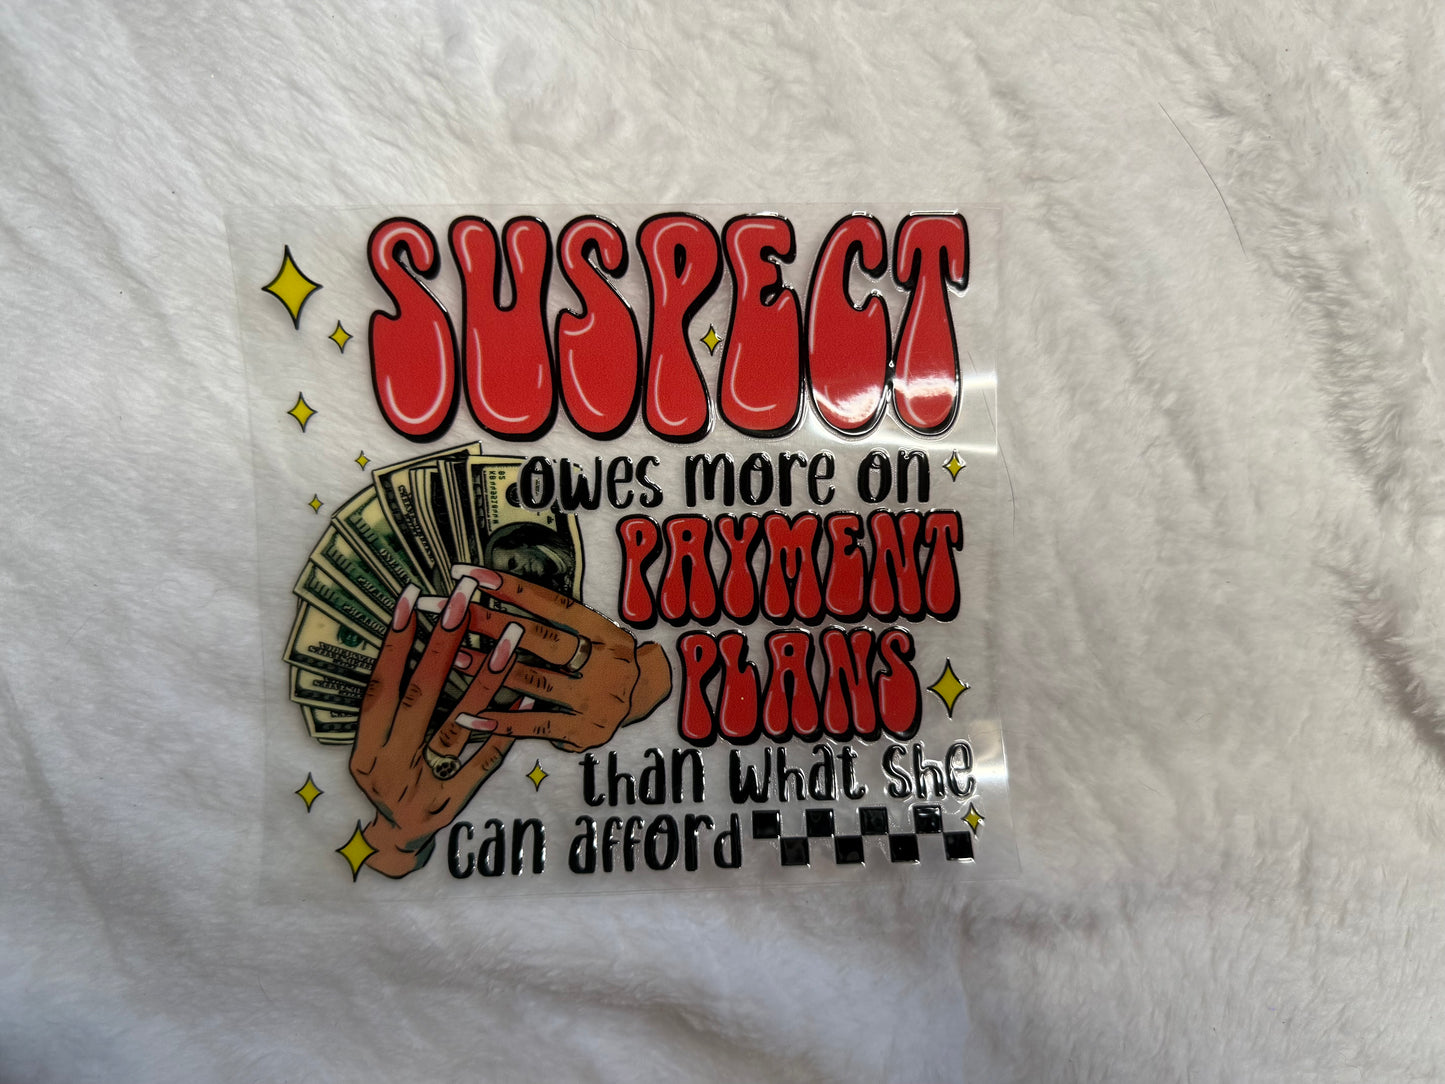 SUSPECT
owes more on
PAYMENT
PLANS
than what she
can afford